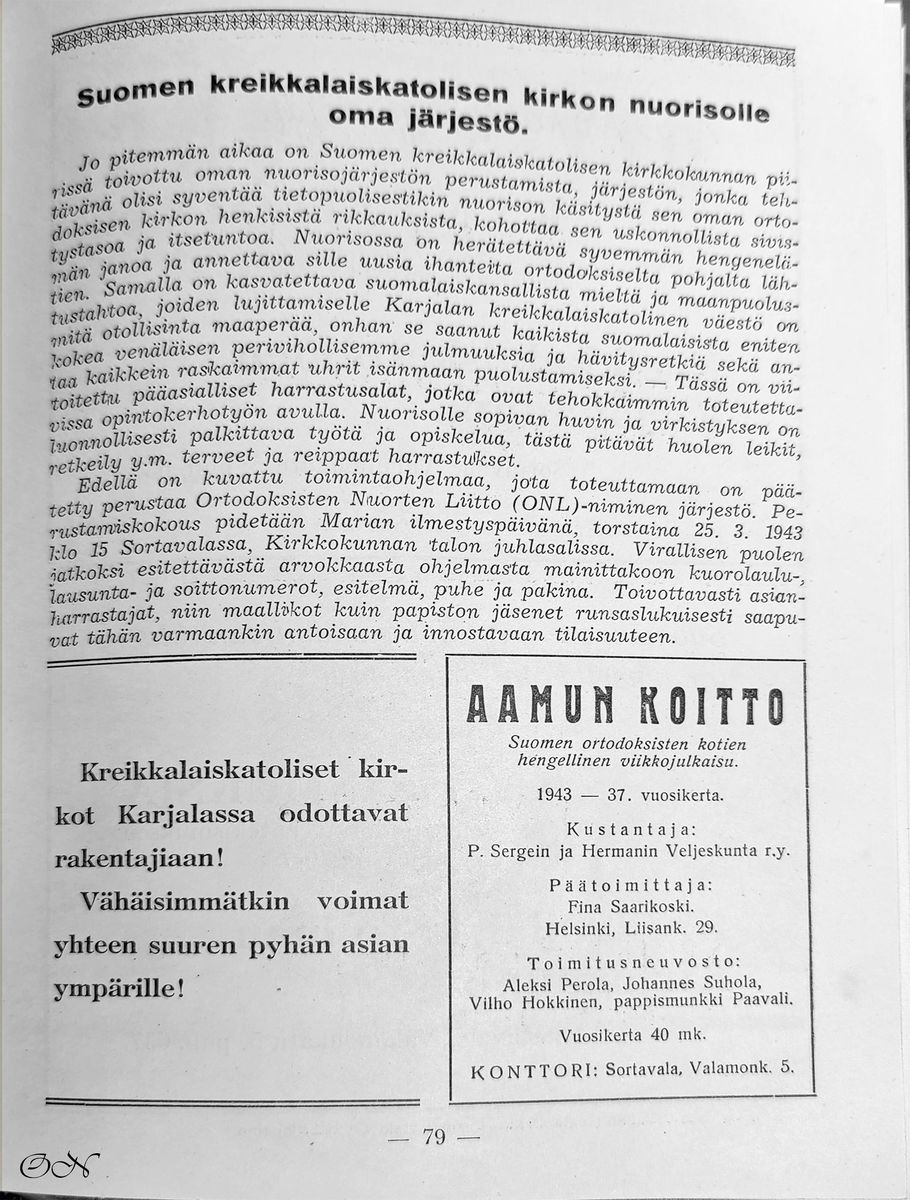 Suomen kreikkalaiskatolisen kirkon nuorisolle
oma järjestö.
Jo pitemmän aikaa on Suomen kreikkalaiskatolisen kirkkokunnan pii-
rissä toivottu oman nuorisojärjestön perustamista, järjestön, jonka teh-
tävänä olisi syventää tietopuolisestikin nuorison käsitystä sen oman orto-
doksisen kirkon henkisistä rikkauksista, kohottaa sen uskonnollista sivis-
tystasoa ja itsetuntoa. Nuorisossa on herätettävä syvemmän hengenelä-
män janoa ja annettava sille uusia ihanteita ortodoksiselta pohjalta läh-
tien. Samalla on kasvatettava suomalaiskansallista mieltä ja maanpuolus-
tustahtoa, joiden lujittamiselle Karjalan kreikkalaiskatolinen väestö on
mitä otollisinta maaperää, onhan se saanut kaikista suomalaisista eniten
kokea venäläisen perivihollisemme julmuuksia ja hävitysretkiä sekä an-
taa kaikkein raskaimmat uhrit isänmaan puolustamiseksi. — Tässä on vii-
toitettu pääasialliset harrastusalat, jotka ovat tehokkaimmin toteutetta-
vissa opintokerhotyön avulla. Nuorisolle sopivan huvin ja virkistyksen on
luonnollisesti palkittava työtä ja opiskelua, tästä pitävät huolen leikit,
retkeily y.m. terveet ja reippaat harrastukset.
Edellä on kuvattu toimintaohjelmaa, jota toteuttamaan on pää-
tetty perustaa Ortodoksisten Nuorten Liitto (ONL)-niminen järjestö. Pe-
rustamiskokous pidetään Marian ilmestyspäivänä, torstaina 25. 3. 1943
klo 15 Sortavalassa, Kirkkokunnan talon juhlasalissa. Virallisen puolen
jatkoksi esitettävästä arvokkaasta ohjelmasta mainittakoon kuorolaulu-,
lausunta- ja soittonumerot, esitelmä, puhe ja pakina. Toivottavasti asian-
harrastajat, niin maallikot kuin papiston jäsenet runsaslukuisesti saapu-
vat tähän varmaankin antoisaan ja innostavaan tilaisuuteen.
Kreikkalaiskatoliset kir-
kot Karjalassa odottavat
rakentajiaan!
Vähäisimmätkin voimat
yhteen suuren pyhän asian
ympärille!
AAMUN KOITTO
Suomen ortodoksisten kotien
hengellinen viikkojulkaisu.
1943 — 37. vuosikerta.
Kustantaja:
P. Sergein ja Hermanin Veljeskunta r.y.
Päätoimittaja:
Fina Saarikoski.
Helsinki, Liisank. 29.
Toimitusneuvosto:
Aleksi Perola, Johannes Suhola,
Vilho Hokkinen, pappismunkki Paavali.
Vuosikerta 40 mk.
KONTTORI: Sortavala, Valamonk. 5.
— 79 —
ON